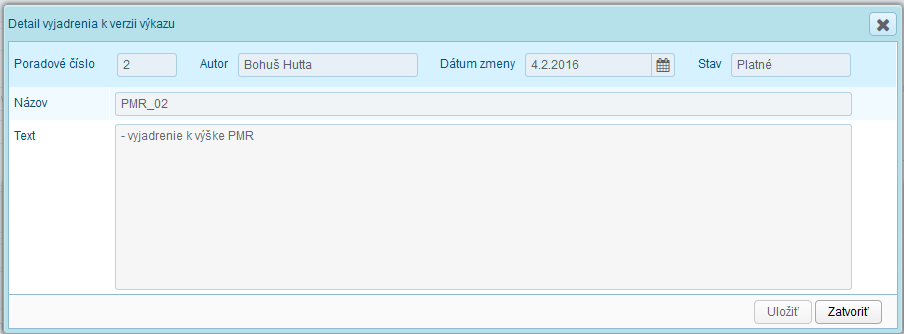 Detail vyjadrenia k verzii výkazu
Poradové číslo 2 Autor Bohuš Hutta Dátum zmeny 4.2.2016 Stav Platné
Názov PMR_02
Text - vyjadrenie k výške PMR
Uložiť Zatvoriť